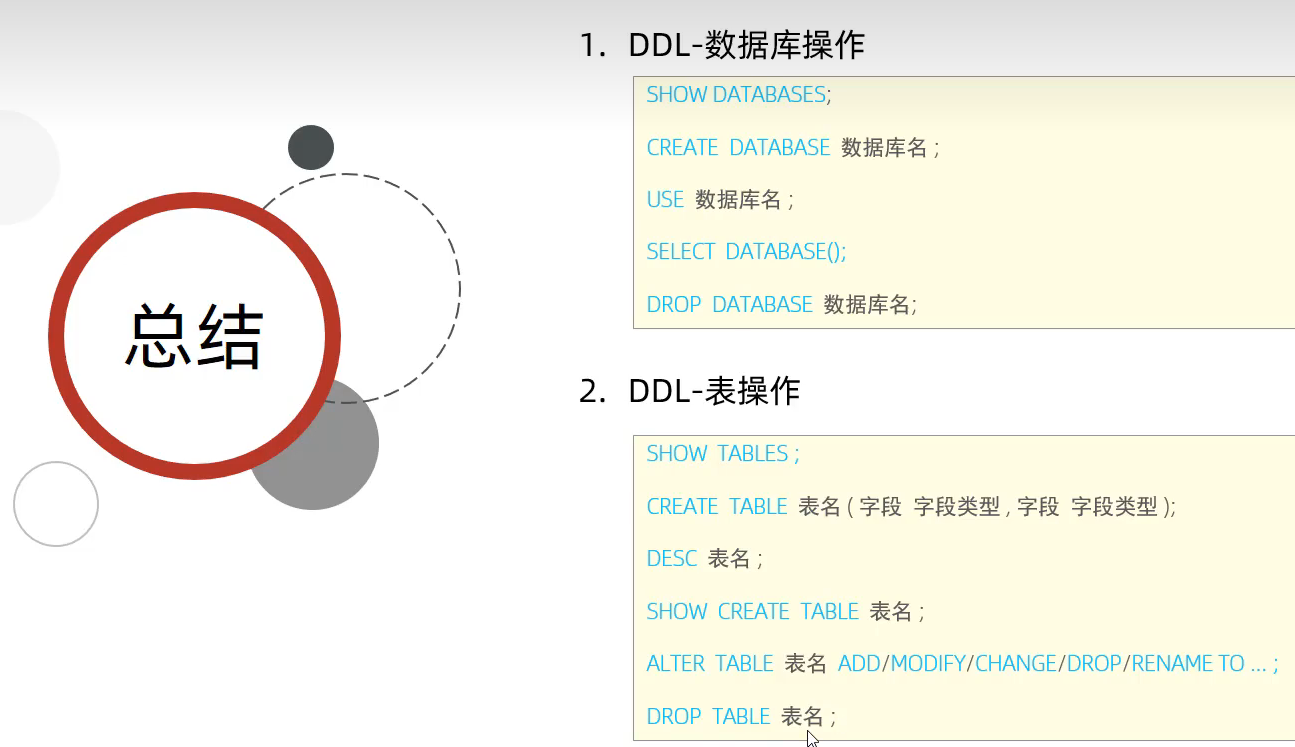 总结
1. DDL-数据库操作
SHOW DATABASES;
CREATE DATABASE 数据库名 ;
USE 数据库名 ;
SELECT DATABASE();
DROP DATABASE 数据库名;
2. DDL-表操作
SHOW TABLES ;
CREATE TABLE 表名 ( 字段 字段类型 , 字段 字段类型 );
DESC 表名 ;
SHOW CREATE TABLE 表名 ;
ALTER TABLE 表名 ADD/MODIFY/CHANGE/DROP/RENAME TO ... ;
DROP TABLE 表名 ;